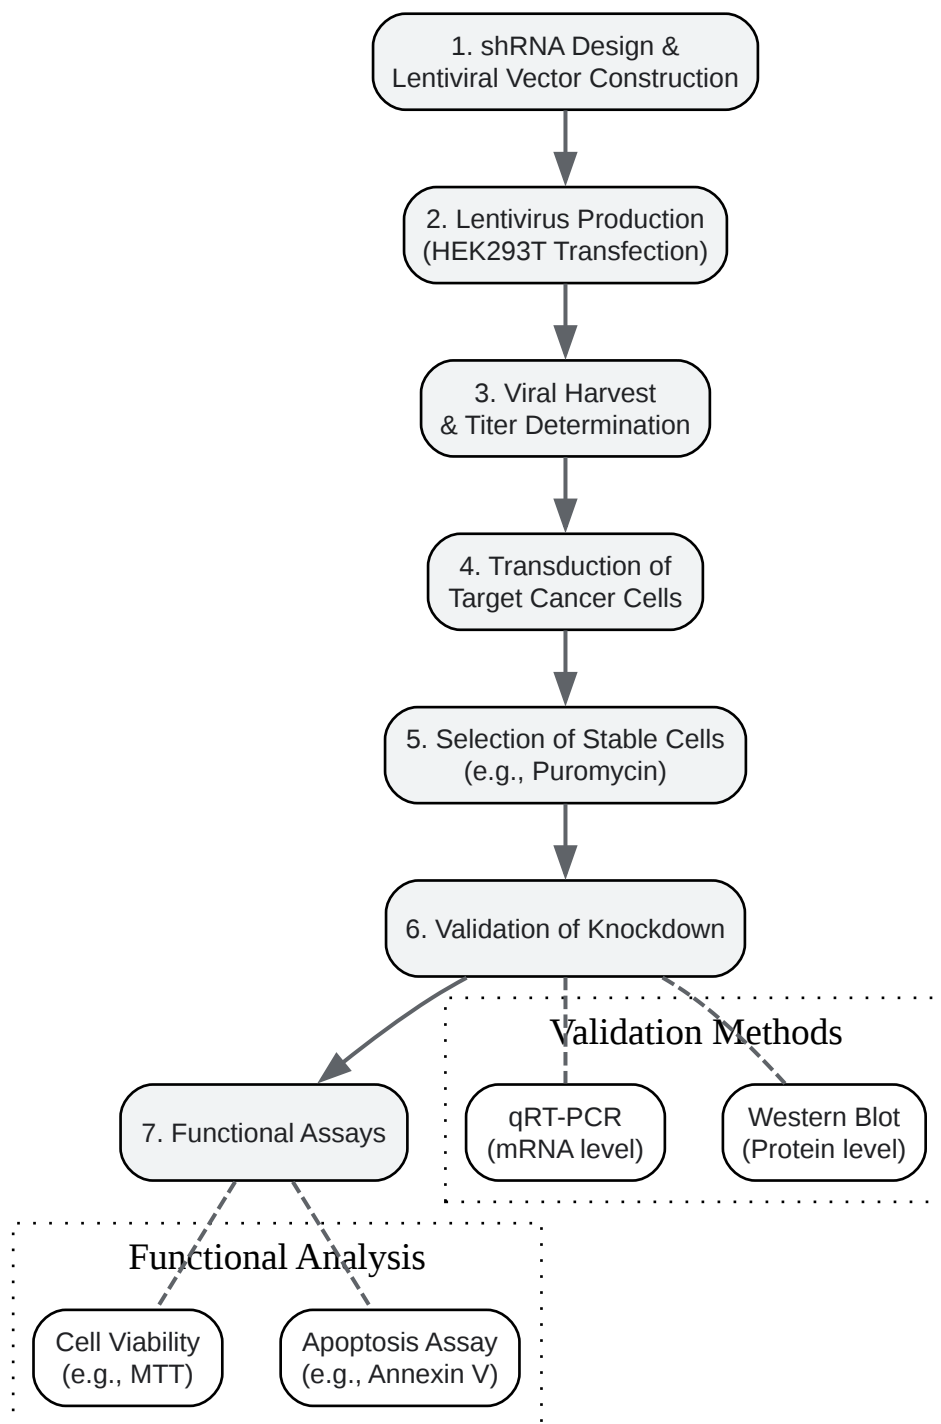 1. shRNA Design &
Lentiviral Vector Construction
2. Lentivirus Production
(HEK293T Transfection)
3. Viral Harvest
& Titer Determination
4. Transduction of
Target Cancer Cells
5. Selection of Stable Cells
(e.g., Puromycin)
6. Validation of Knockdown
Validation Methods
7. Functional Assays
qRT-PCR
(mRNA level)
Western Blot
(Protein level)
Functional Analysis
Cell Viability
(e.g., MTT)
Apoptosis Assay
(e.g., Annexin V)